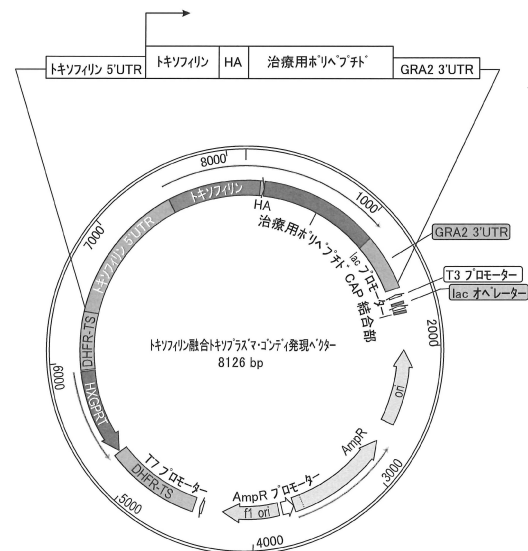 トキソフィリン 5'UTR
トキソフィリン
HA
治療用ポリペプチド
GRA2 3'UTR
8000
1000
2000
3000
4000
5000
6000
7000
トキソフィリン
HA
治療用ポリペプチド
GRA2 3'UTR
lac プロモーター
CAP 結合部
T3 プロモーター
lac オペレーター
トキソフィリン 5'UTR
DHFR-TS
HXGPRT
DHFR-TS
T7 プロモーター
f1 ori
AmpR プロモーター
AmpR
ori
トキソフィリン融合トキソプラズマ・ゴンディ発現ベクター
8126 bp